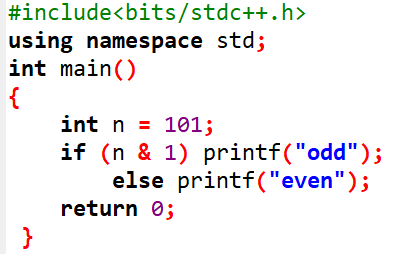 #include<bits/stdc++.h>
using namespace std;
int main()
{
    int n = 101;
    if (n & 1) printf("odd");
        else printf("even");
    return 0;
 }